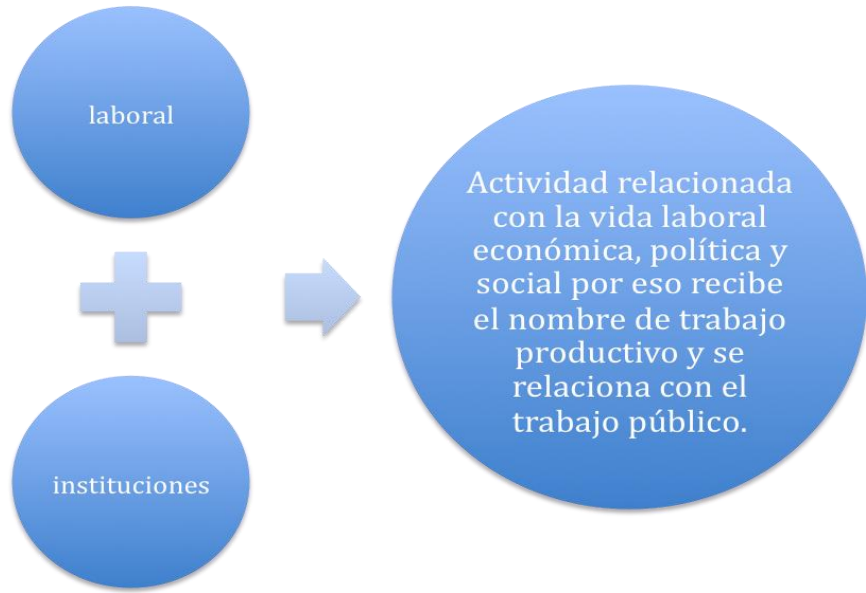 laboral
instituciones
Actividad relacionada
con la vida laboral
económica, política y
social por eso recibe
el nombre de trabajo
productivo y se
relaciona con el
trabajo público.